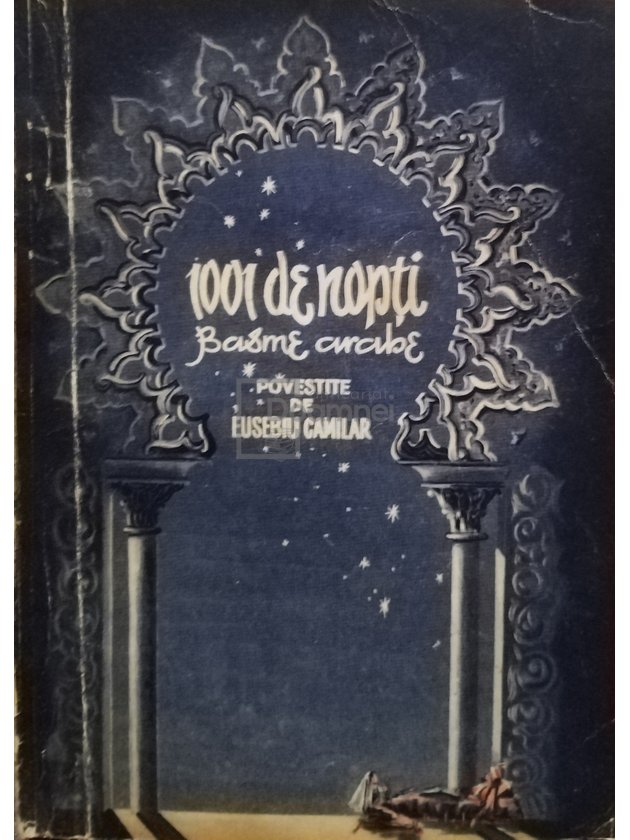 1001 de nopți
Basme arabe
POVESTITE
DE
EUSEBIU CAMILAR